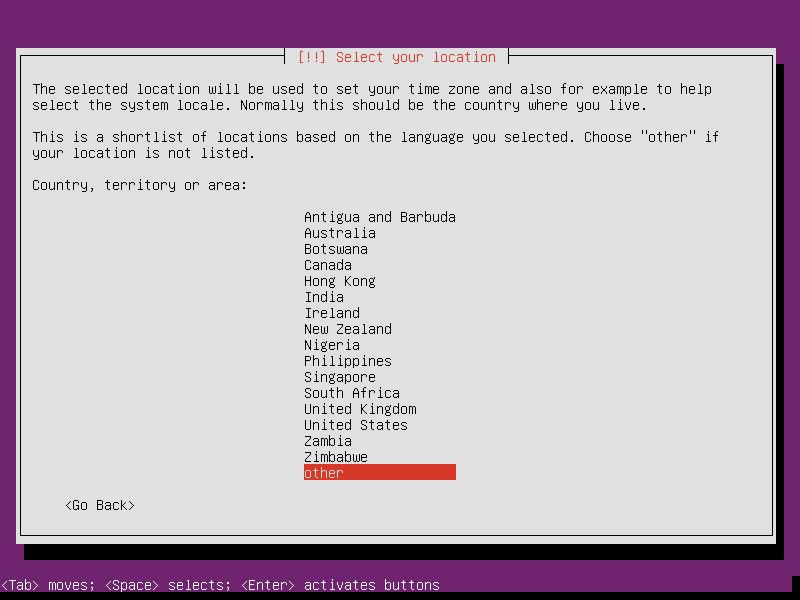 [!!] Select your location
The selected location will be used to set your time zone and also for example to help
select the system locale. Normally this should be the country where you live.
This is a shortlist of locations based on the language you selected. Choose "other" if
your location is not listed.
Country, territory or area:
Antigua and Barbuda
Australia
Botswana
Canada
Hong Kong
India
Ireland
New Zealand
Nigeria
Philippines
Singapore
South Africa
United Kingdom
United States
Zambia
Zimbabwe
other
<Go Back>
<Tab> moves; <Space> selects; <Enter> activates buttons